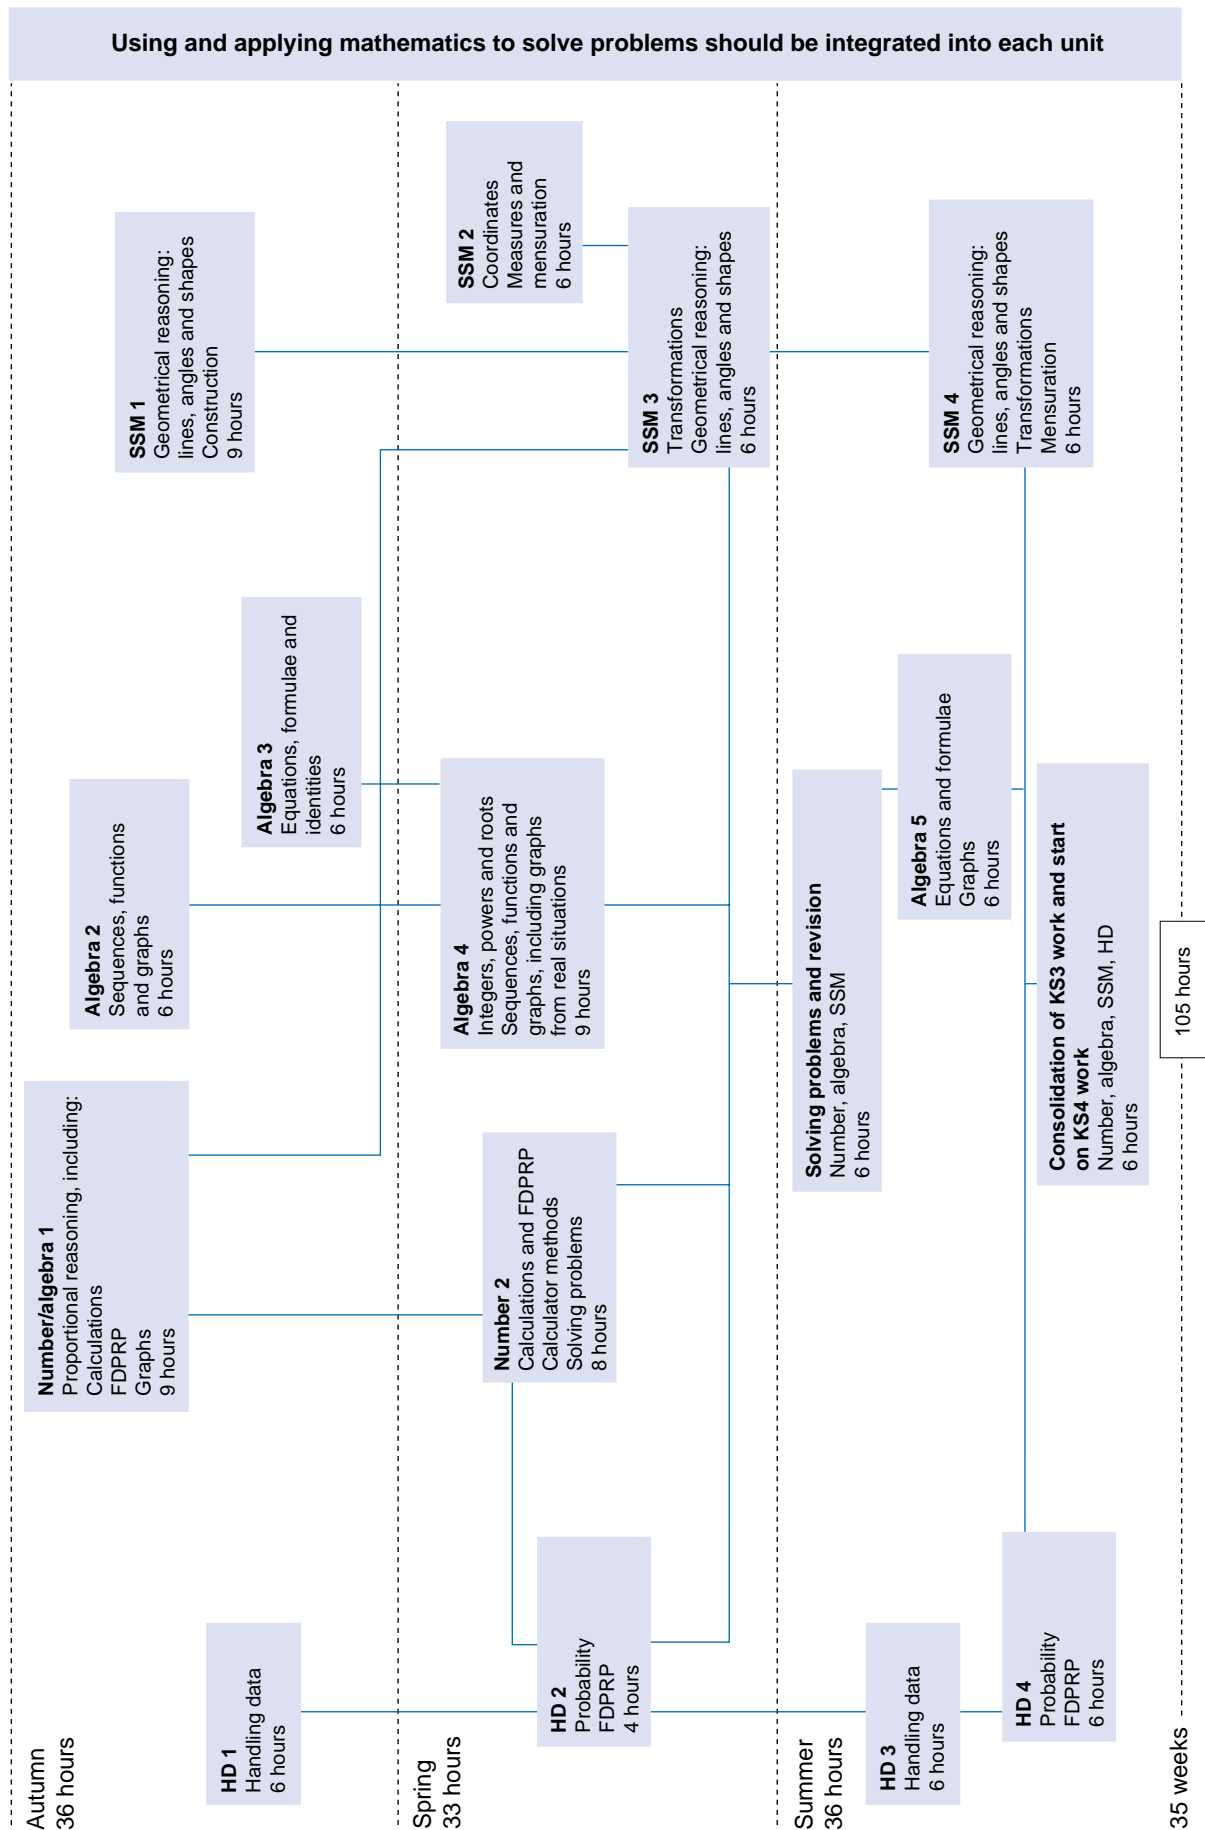 Using and applying mathematics to solve problems should be integrated into each unit
Autumn
36 hours
HD 1
Handling data
6 hours
Number/algebra 1
Proportional reasoning, including:
Calculations
FDPRP
Graphs
9 hours
Algebra 2
Sequences, functions
and graphs
6 hours
Algebra 3
Equations, formulae and
identities
6 hours
SSM 1
Geometrical reasoning:
lines, angles and shapes
Construction
9 hours
Spring
33 hours
HD 2
Probability
FDPRP
4 hours
Number 2
Calculations and FDPRP
Calculator methods
Solving problems
8 hours
Algebra 4
Integers, powers and roots
Sequences, functions and
graphs, including graphs
from real situations
9 hours
SSM 2
Coordinates
Measures and
mensuration
6 hours
SSM 3
Transformations
Geometrical reasoning:
lines, angles and shapes
6 hours
Summer
36 hours
HD 3
Handling data
6 hours
HD 4
Probability
FDPRP
6 hours
Solving problems and revision
Number, algebra, SSM
6 hours
Algebra 5
Equations and formulae
Graphs
6 hours
SSM 4
Geometrical reasoning:
lines, angles and shapes
Transformations
Mensuration
6 hours
Consolidation of KS3 work and start
on KS4 work
Number, algebra, SSM, HD
6 hours
35 weeks
105 hours